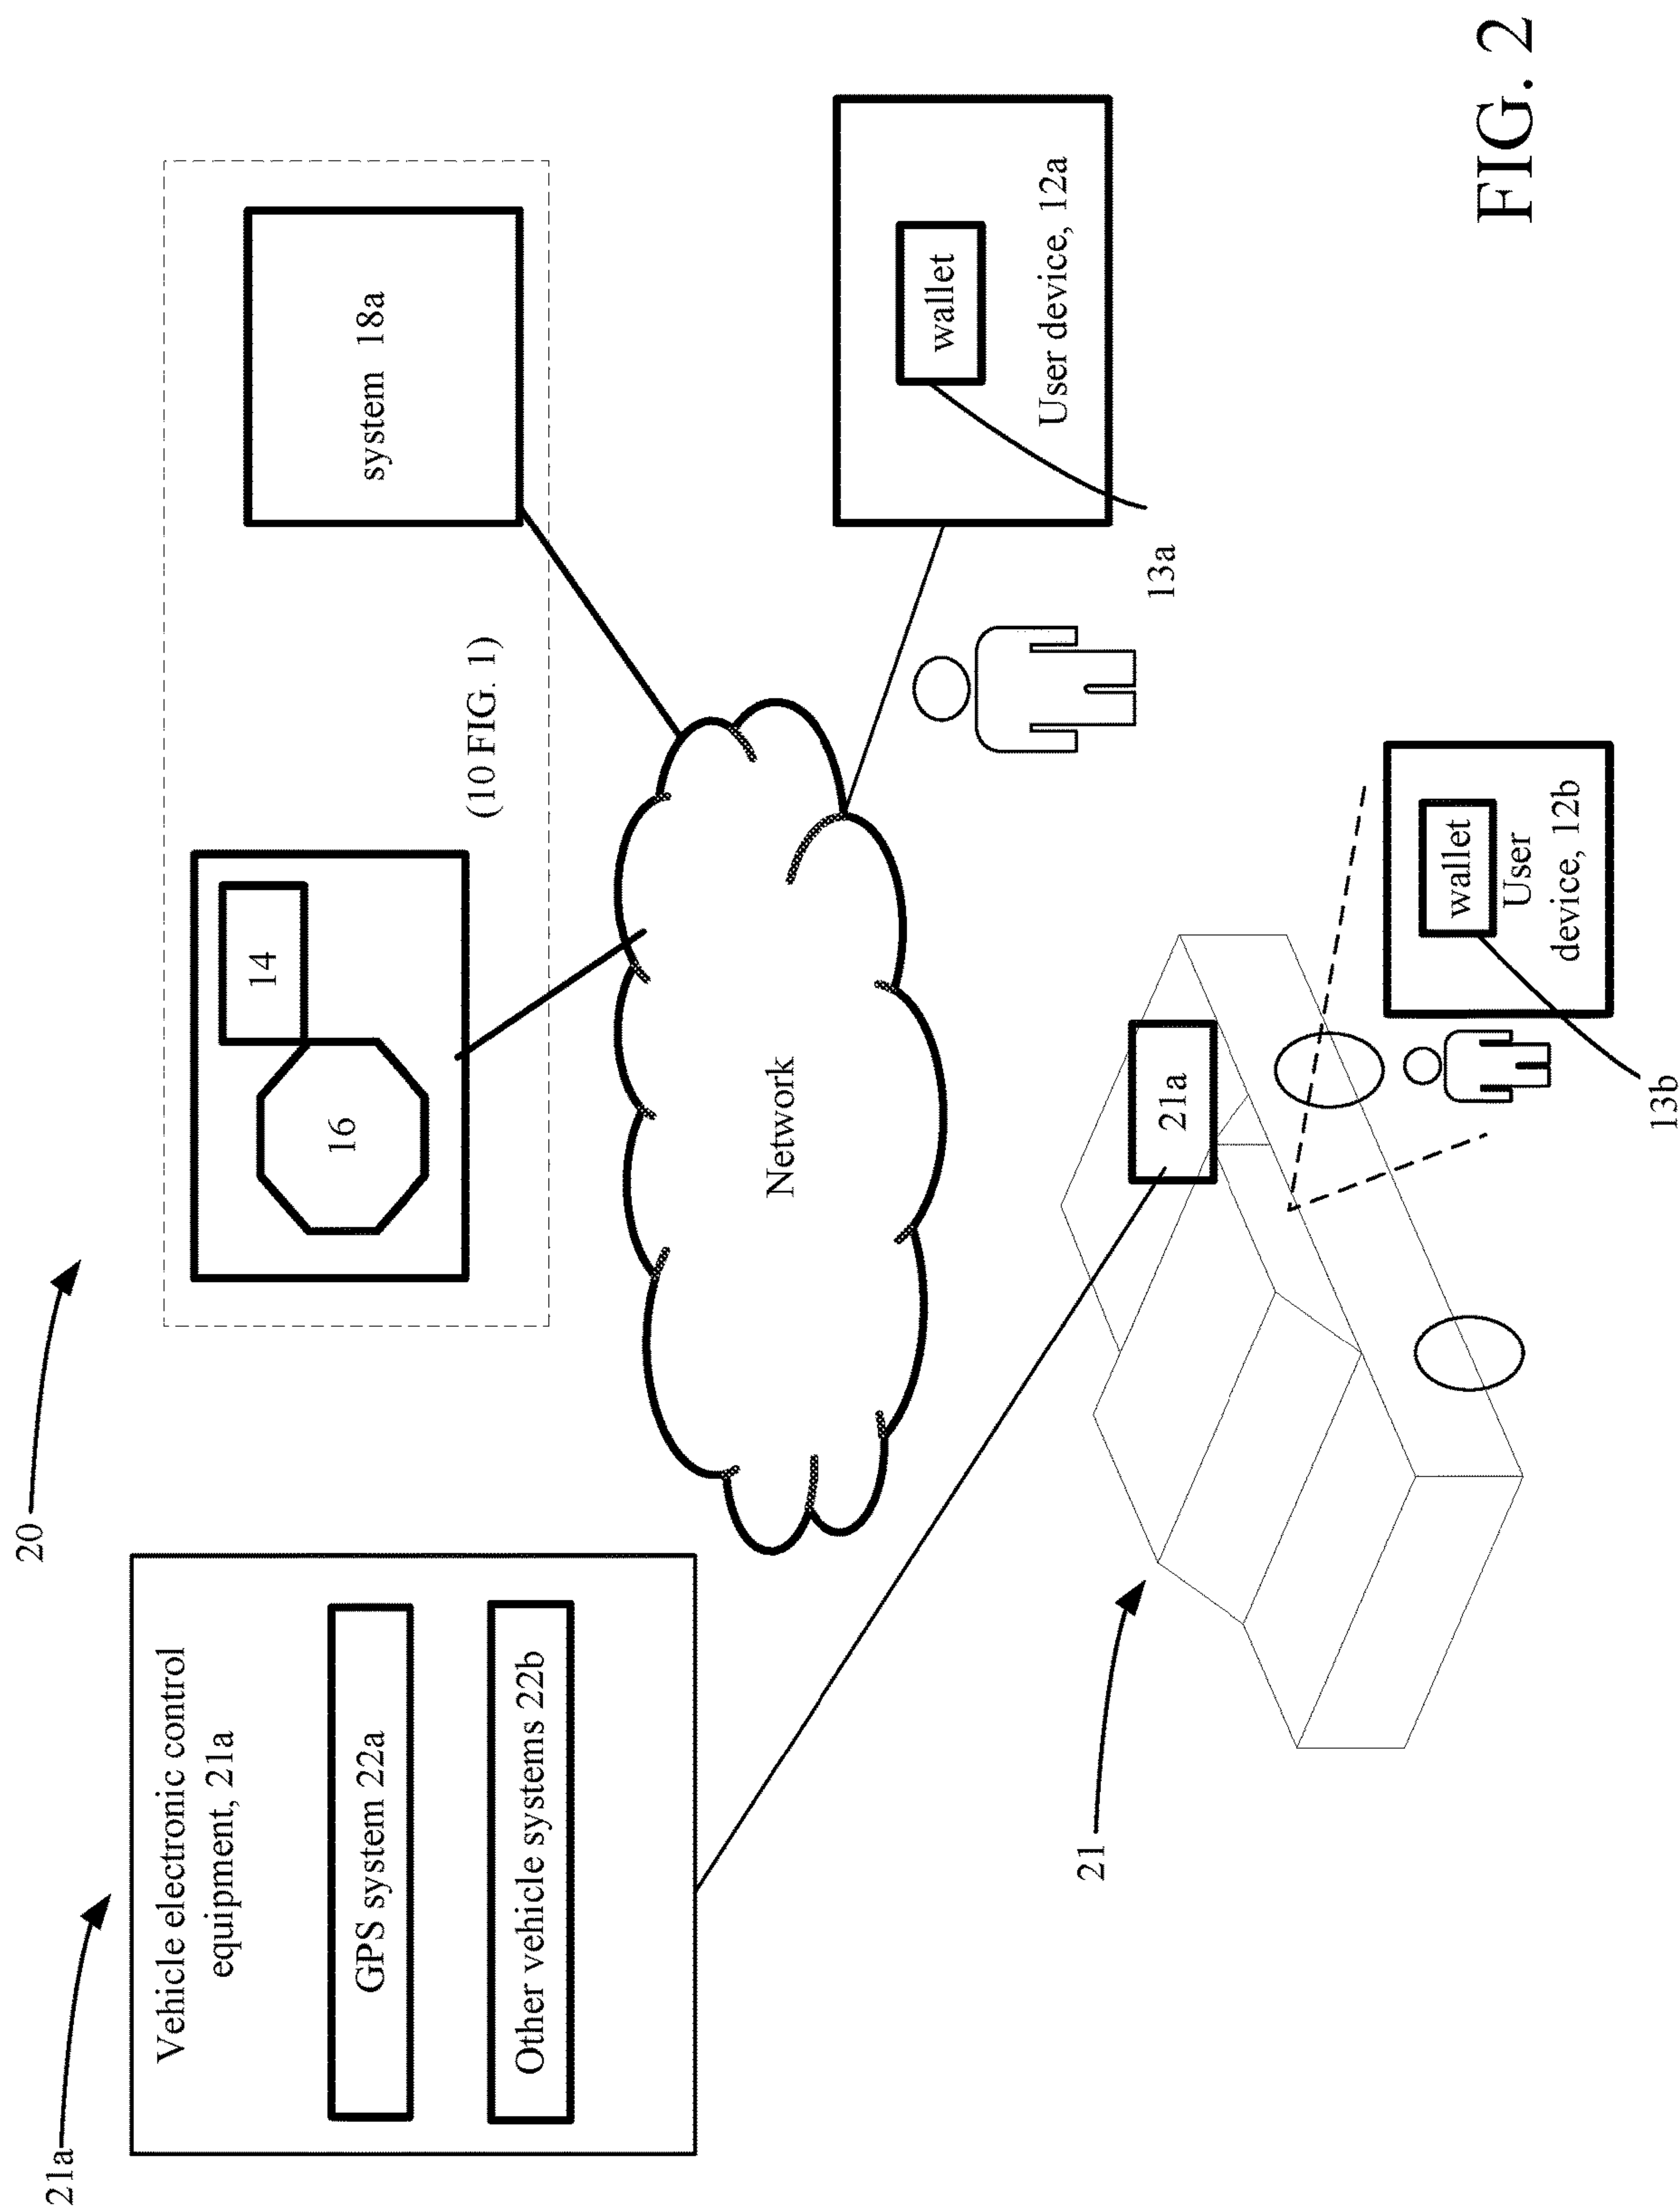 21a
20
Vehicle electronic control
equipment, 21a
GPS system 22a
Other vehicle systems 22b
16
14
(10 FIG. 1)
system 18a
Network
wallet
User device, 12a
13a
21
21a
wallet
User
device, 12b
13b
FIG. 2